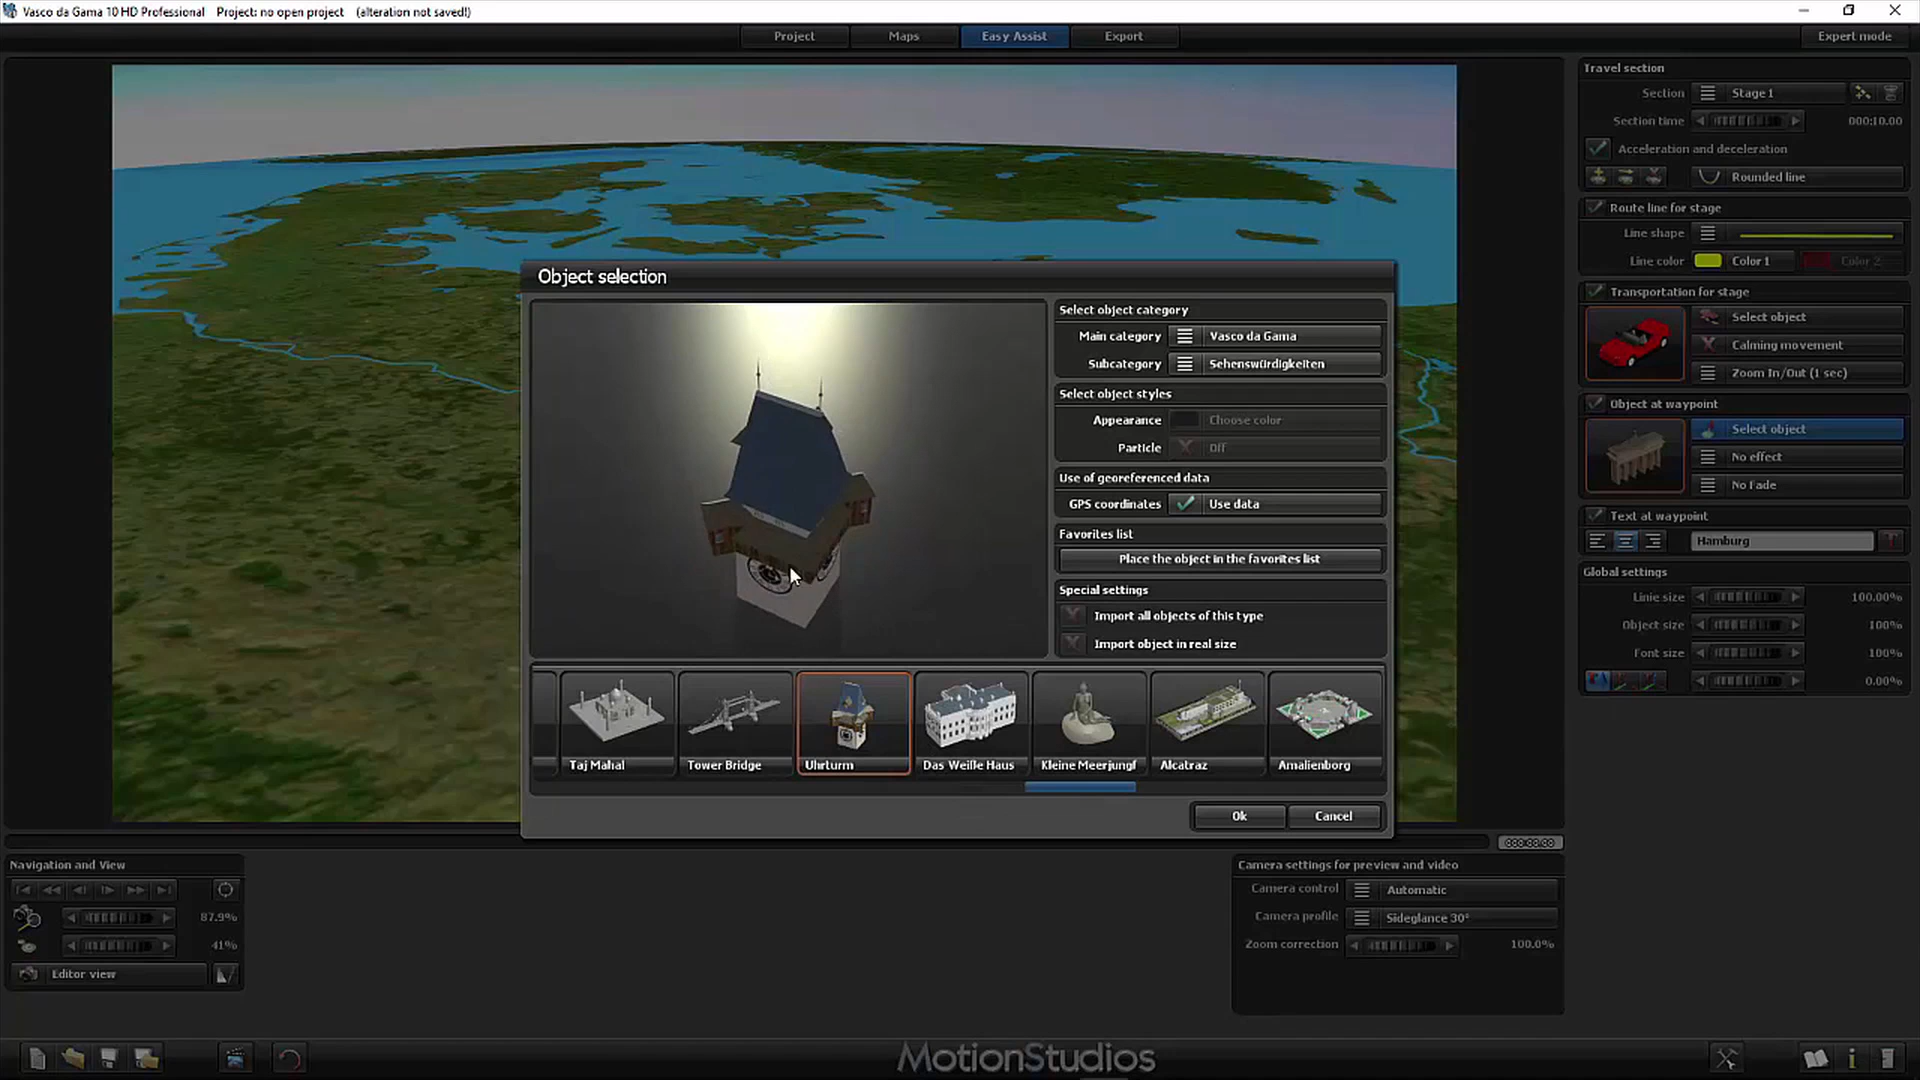 Vasco da Gama 10 HD Professional Project: no open project (alteration not saved!)
Project
Maps
Easy Assist
Export
Expert mode
Travel section
Section
Stage 1
Section time
000:10.00
Acceleration and deceleration
Rounded line
Route line for stage
Line shape
Line color
Color 1
Color 2
Transportation for stage
Select object
Calming movement
Zoom In/Out (1 sec)
Object at waypoint
Select object
No effect
No Fade
Text at waypoint
Hamburg
T
Global settings
Linie size
100.00%
Object size
100%
Font size
100%
0.00%
Object selection
Select object category
Main category
Vasco da Gama
Subcategory
Sehenswürdigkeiten
Select object styles
Appearance
Choose color
Particle
Off
Use of georeferenced data
GPS coordinates
Use data
Favorites list
Place the object in the favorites list
Special settings
Import all objects of this type
Import object in real size
Taj Mahal
Tower Bridge
Uhrturm
Das Weiße Haus
Kleine Meerjungf
Alcatraz
Amalienborg
Ok
Cancel
00:00:00
Navigation and View
87.9%
41%
Editor view
Camera settings for preview and video
Camera control
Automatic
Camera profile
Sideglance 30°
Zoom correction
100.0%
MotionStudios